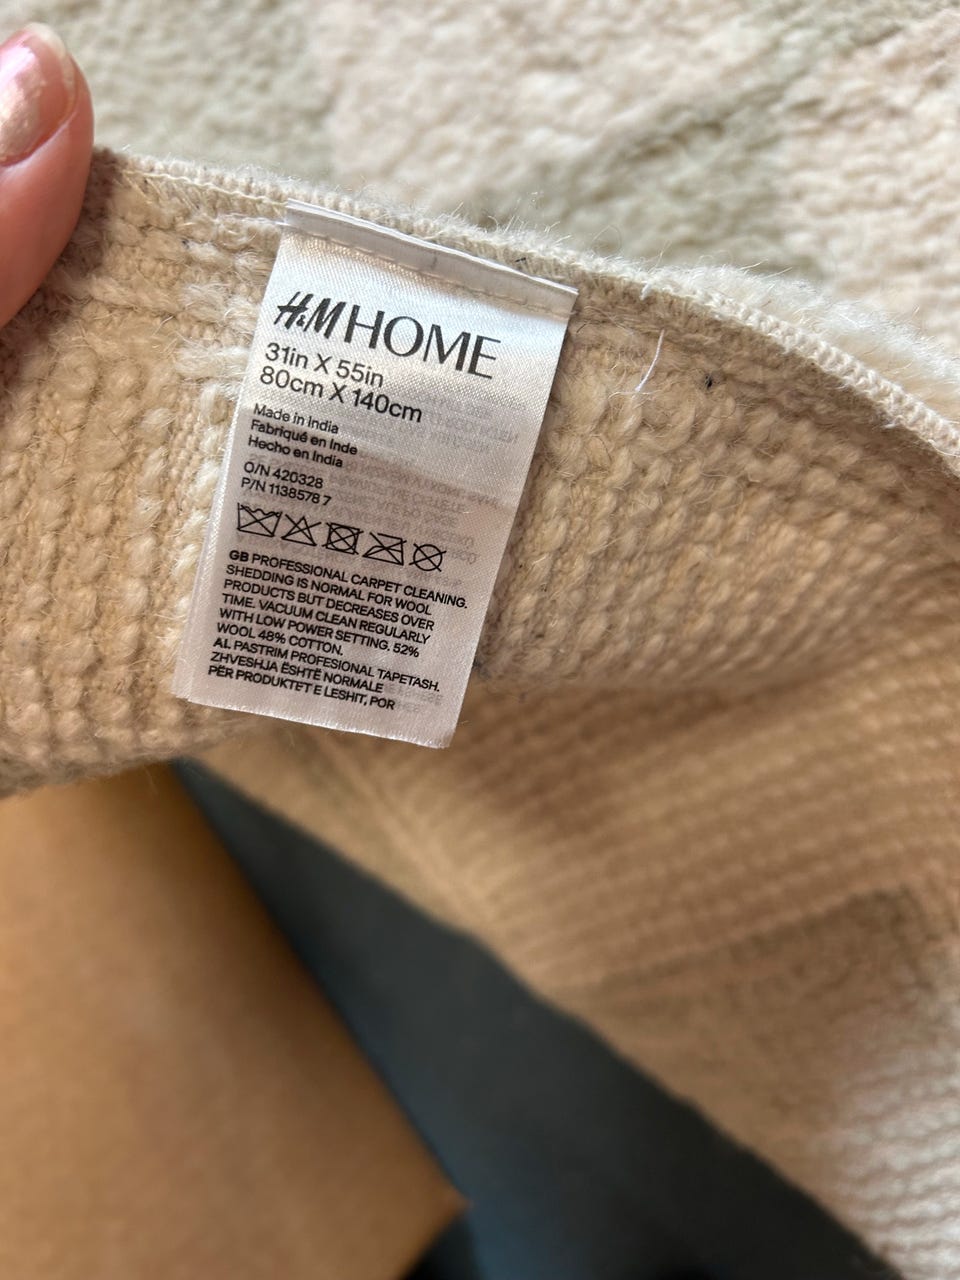 H&M HOME
31in X 55in
80cm X 140cm
Made in India
Fabriqué en Inde
Hecho en India
O/N 420328
P/N 1138578 7
GB PROFESSIONAL CARPET CLEANING.
SHEDDING IS NORMAL FOR WOOL
PRODUCTS BUT DECREASES OVER
TIME. VACUUM CLEAN REGULARLY
WITH LOW POWER SETTING. 52%
WOOL 48% COTTON.
AL PASTRIM PROFESIONAL TAPETASH.
ZHVESHJA ËSHTË NORMALE
PËR PRODUKTET E LESHIT, POR